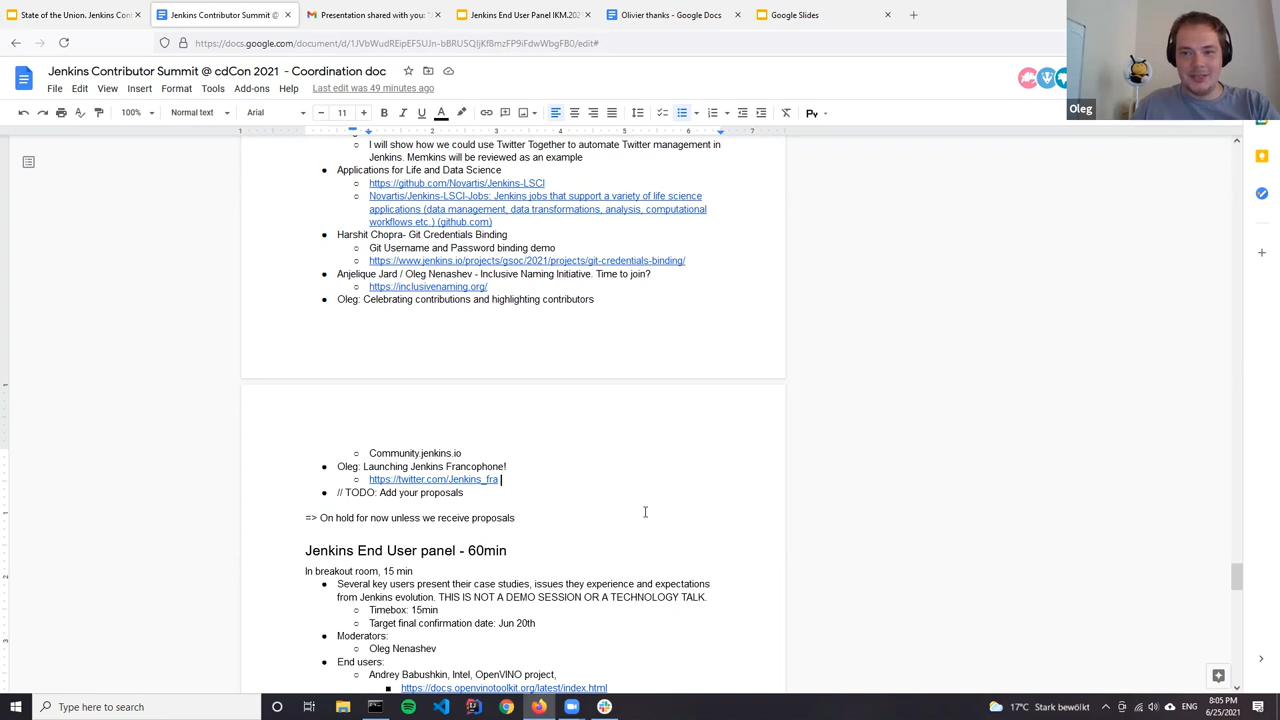 State of the Union. Jenkins Cont
Jenkins Contributor Summit @
Presentation shared with you: "
Jenkins End User Panel IKM.202
Olivier thanks - Google Docs
Google Slides
https://docs.google.com/document/d/1JVbWudREipEF5UJn-bBRUSQIjKf8mzFP9iFdwWbgFB0/edit#
Jenkins Contributor Summit @ cdCon 2021 - Coordination doc
File Edit View Insert Format Tools Add-ons Help Last edit was 49 minutes ago
100% Normal text Arial 11
Oleg
1 1 2 3 4 5 6 7
I will show how we could use Twitter Together to automate Twitter management in
Jenkins. Memkins will be reviewed as an example
Applications for Life and Data Science
https://github.com/Novartis/Jenkins-LSCI
Novartis/Jenkins-LSCI-Jobs: Jenkins jobs that support a variety of life science
applications (data management, data transformations, analysis, computational
workflows etc.) (github.com)
Harshit Chopra- Git Credentials Binding
Git Username and Password binding demo
https://www.jenkins.io/projects/gsoc/2021/projects/git-credentials-binding/
Anjelique Jard / Oleg Nenashev - Inclusive Naming Initiative. Time to join?
https://inclusivenaming.org/
Oleg: Celebrating contributions and highlighting contributors
Community.jenkins.io
Oleg: Launching Jenkins Francophone!
https://twitter.com/Jenkins_fra
// TODO: Add your proposals
=> On hold for now unless we receive proposals
Jenkins End User panel - 60min
In breakout room, 15 min
Several key users present their case studies, issues they experience and expectations
from Jenkins evolution. THIS IS NOT A DEMO SESSION OR A TECHNOLOGY TALK.
Timebox: 15min
Target final confirmation date: Jun 20th
Moderators:
Oleg Nenashev
End users:
Andrey Babushkin, Intel, OpenVINO project,
https://docs.openvinotoolkit.org/latest/index.html
Type here to search
17°C Stark bewölkt
ENG
8:05 PM
6/25/2021